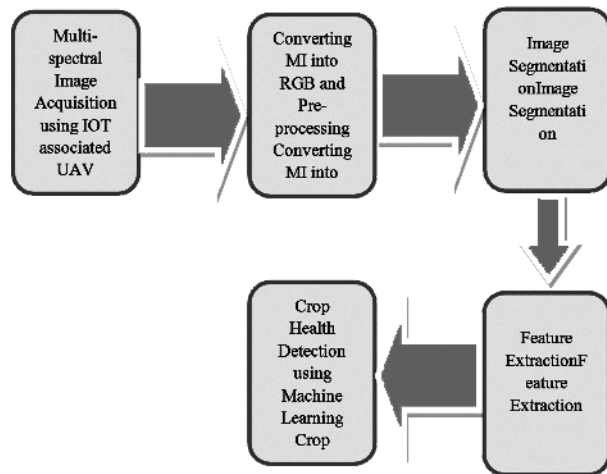 Multi-
spectral
Image
Acquisition
using IOT
associated
UAV
Converting
MI into
RGB and
Pre-
processing
Converting
MI into
Image
Segmentati
onImage
Segmentati
on
Feature
ExtractionF
eature
Extraction
Crop
Health
Detection
using
Machine
Learning
Crop